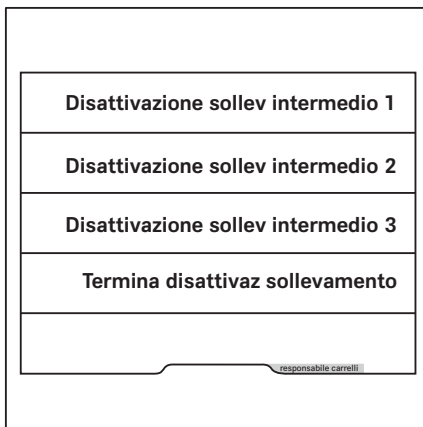 Disattivazione sollev intermedio 1
Disattivazione sollev intermedio 2
Disattivazione sollev intermedio 3
Termina disattivaz sollevamento
responsabile carrelli